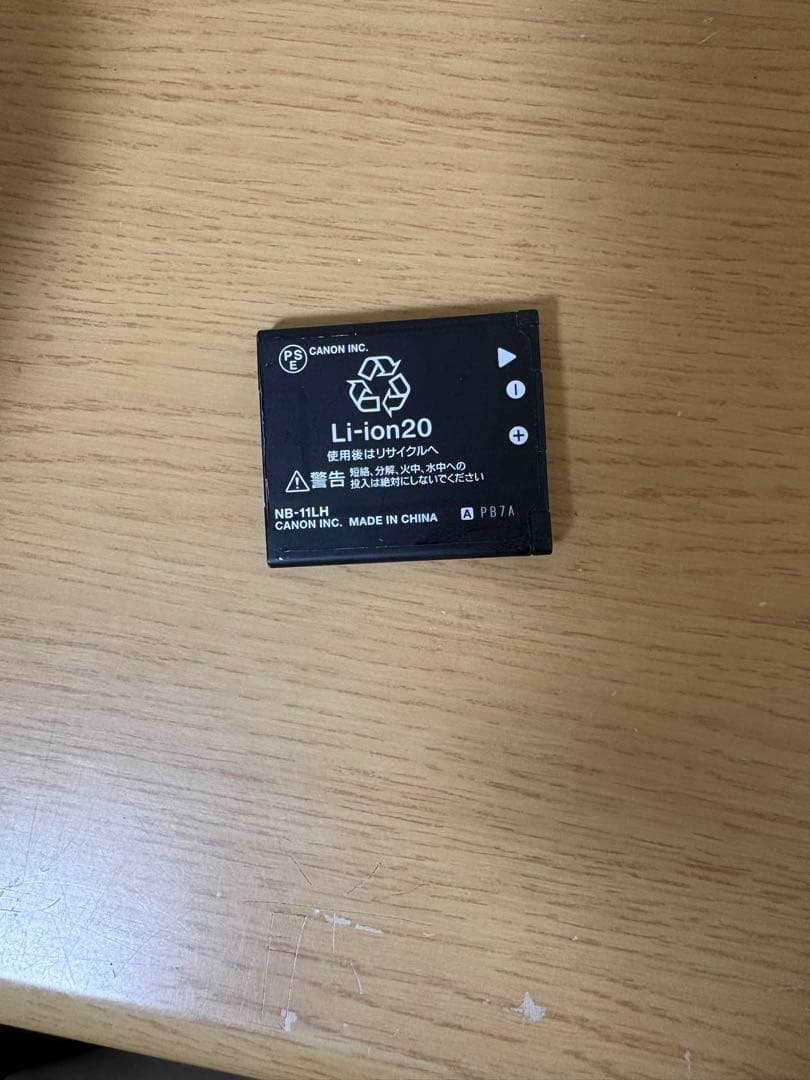 PSE CANON INC.
Li-ion20
使用後はリサイクルへ
⚠警告 短絡、分解、火中、水中への
投入は絶対にしないでください
NB-11LH
CANON INC. MADE IN CHINA A PB7A